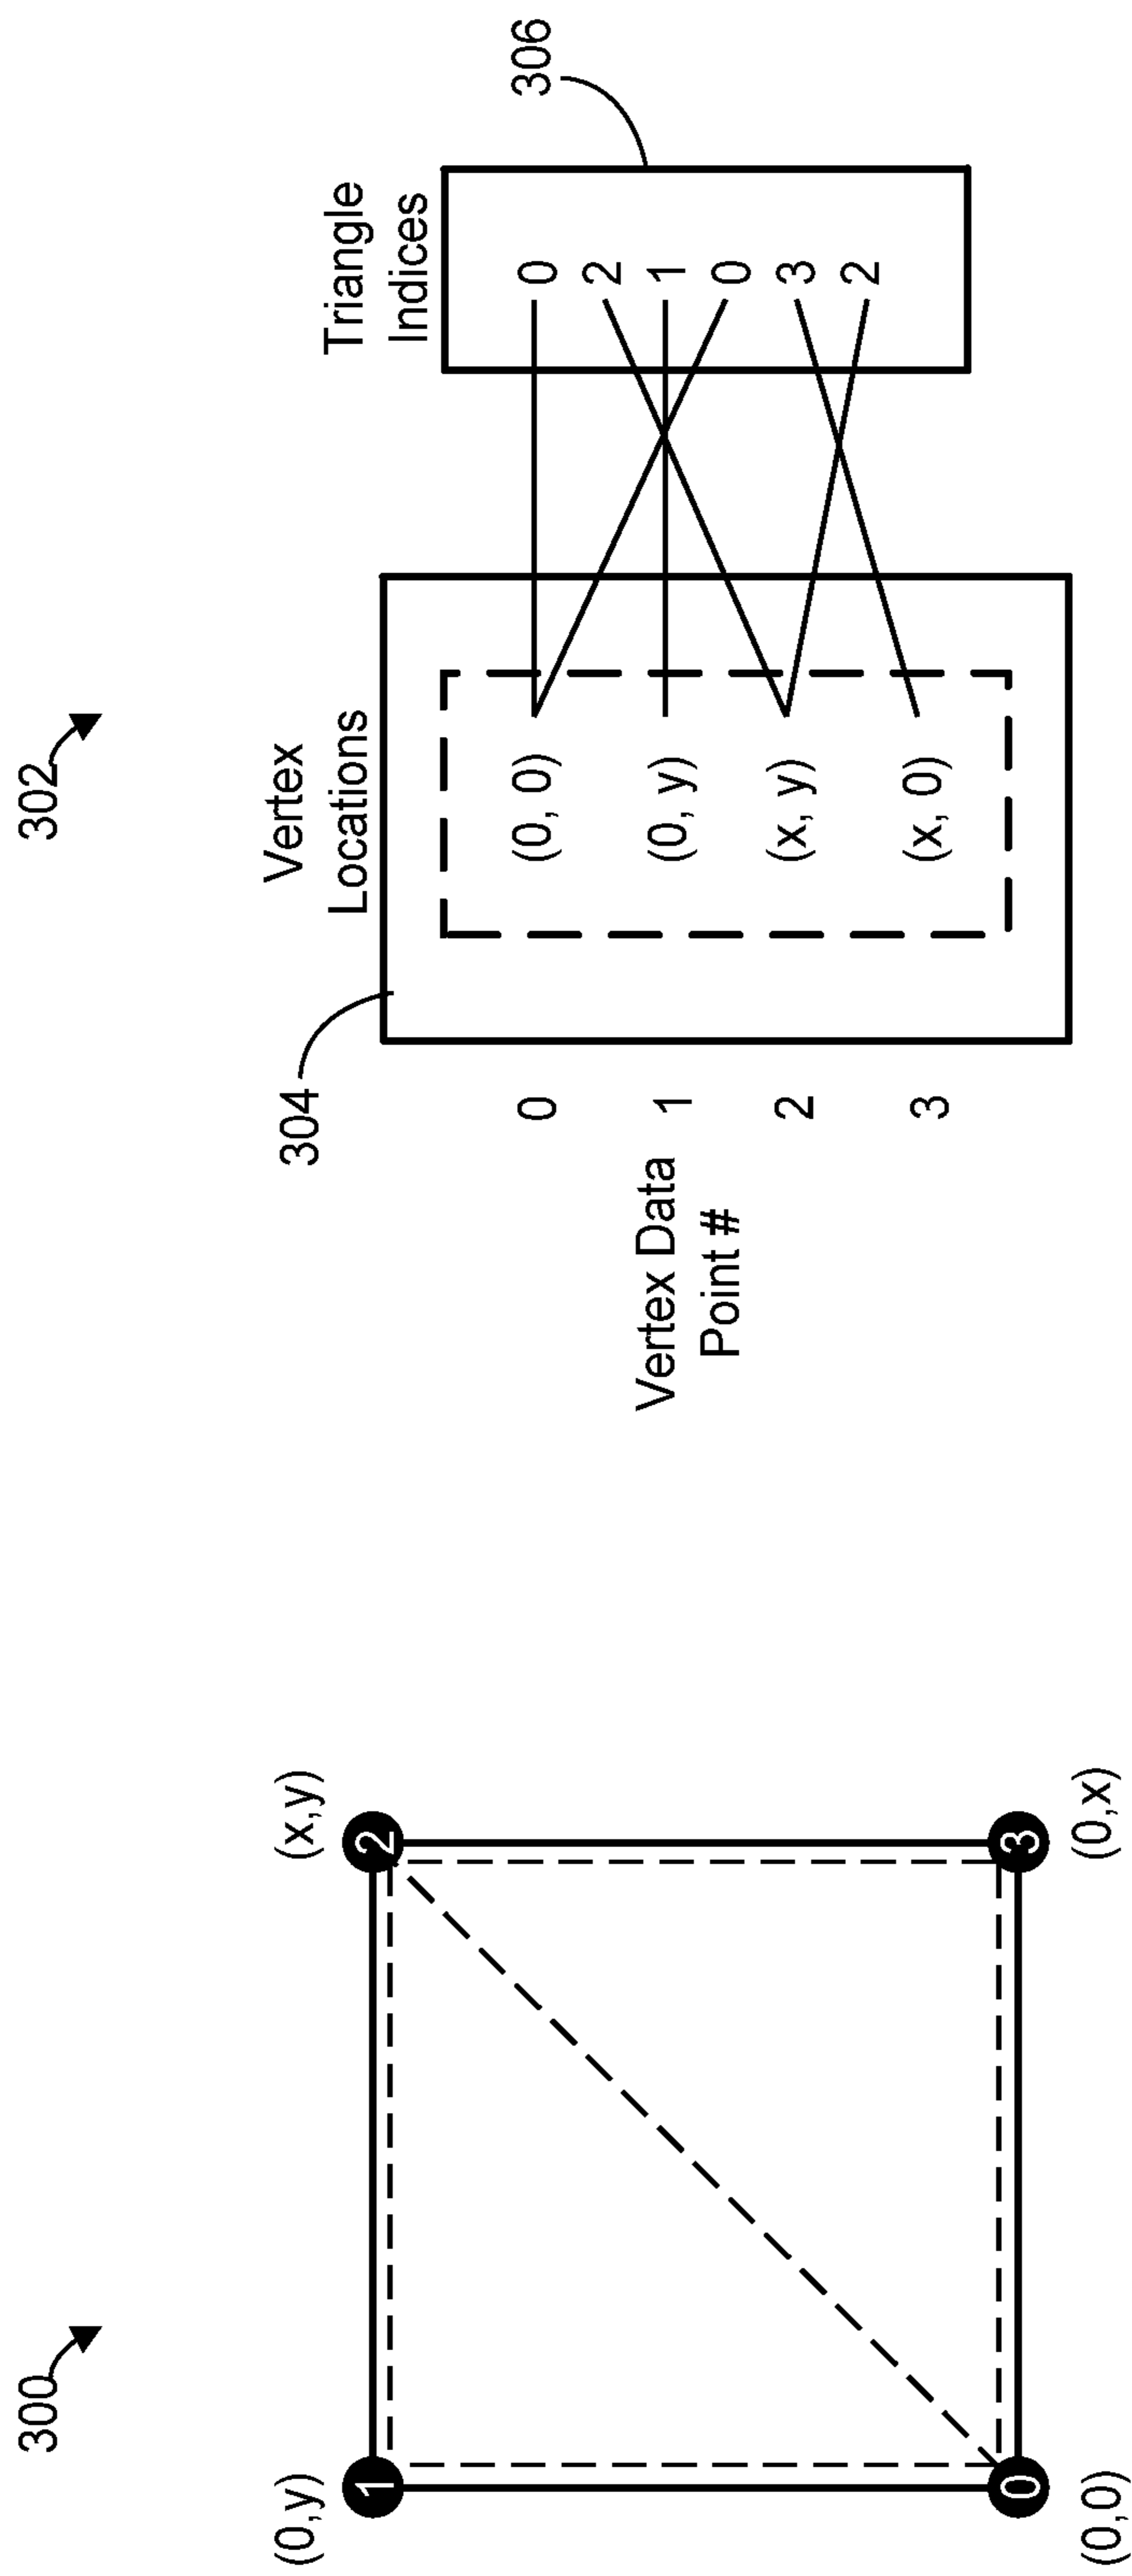 300
(0,y)
(x,y)
1
2
0
3
(0,0)
(0,x)
302
Vertex
Locations
304
Triangle
Indices
306
Vertex Data
Point #
0
1
2
3
(0, 0)
(0, y)
(x, y)
(x, 0)
0
2
1
0
3
2